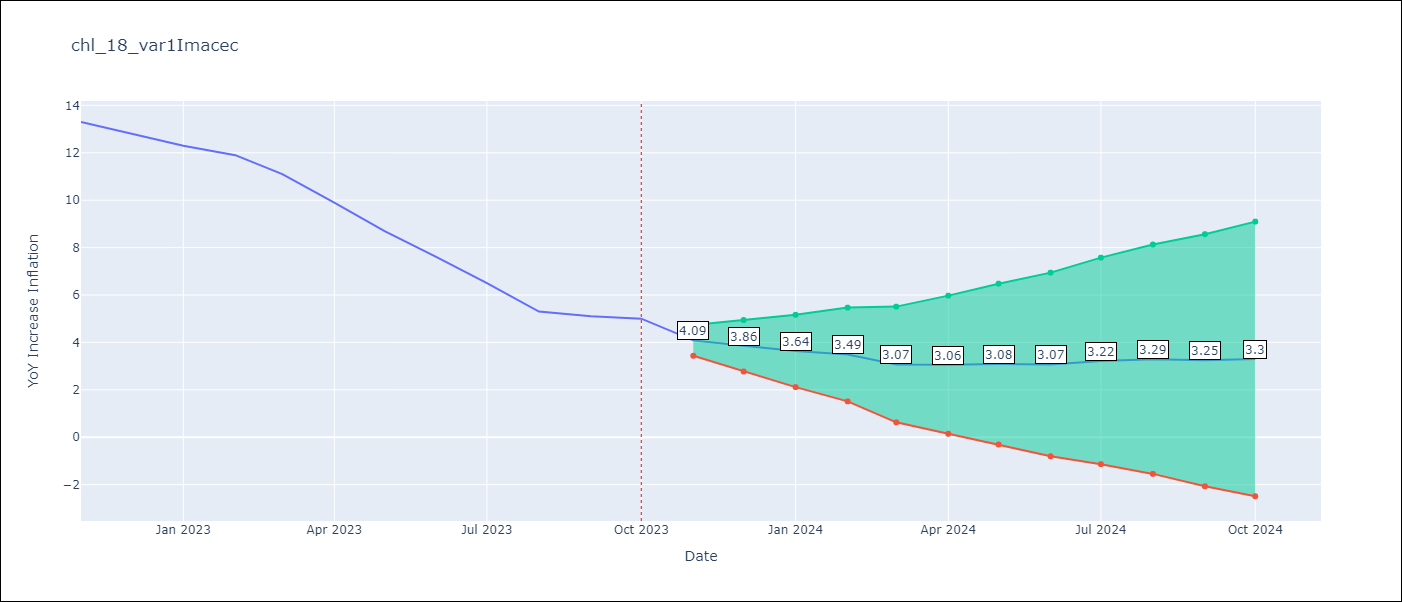 chl_18_var1Imacec
14
12
10
8
6
4
2
0
−2
YoY Increase Inflation
4.09
3.86
3.64
3.49
3.07
3.06
3.08
3.07
3.22
3.29
3.25
3.3
Jan 2023
Apr 2023
Jul 2023
Oct 2023
Jan 2024
Apr 2024
Jul 2024
Oct 2024
Date